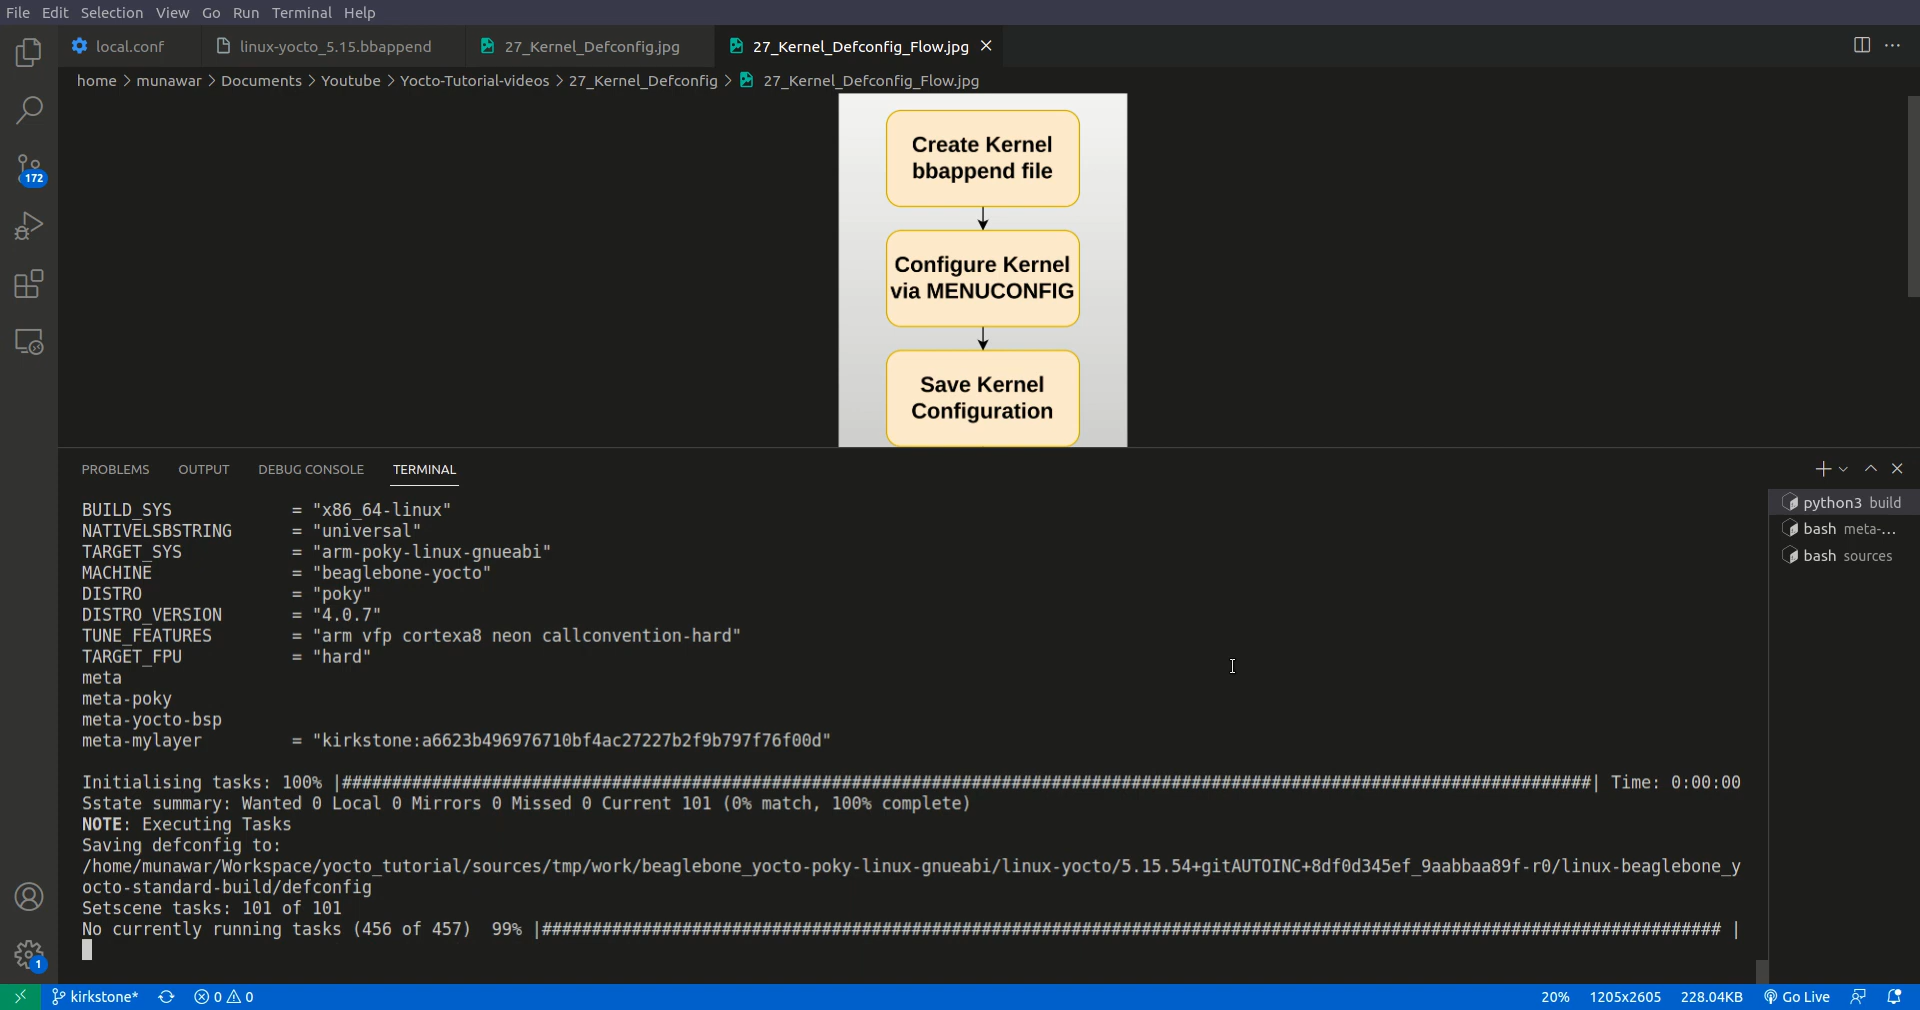 File Edit Selection View Go Run Terminal Help
local.conf linux-yocto_5.15.bbappend 27_Kernel_Defconfig.jpg 27_Kernel_Defconfig_Flow.jpg
home > munawar > Documents > Youtube > Yocto-Tutorial-videos > 27_Kernel_Defconfig > 27_Kernel_Defconfig_Flow.jpg
172
Create Kernel
bbappend file
Configure Kernel
via MENUCONFIG
Save Kernel
Configuration
PROBLEMS OUTPUT DEBUG CONSOLE TERMINAL
python3 build
bash meta-...
bash sources
BUILD_SYS = "x86_64-linux"
NATIVELSBSTRING = "universal"
TARGET_SYS = "arm-poky-linux-gnueabi"
MACHINE = "beaglebone-yocto"
DISTRO = "poky"
DISTRO_VERSION = "4.0.7"
TUNE_FEATURES = "arm vfp cortexa8 neon callconvention-hard"
TARGET_FPU = "hard"
meta
meta-poky
meta-yocto-bsp
meta-mylayer = "kirkstone:a6623b496976710bf4ac27227b2f9b797f76f00d"
Initialising tasks: 100% |#############################################################################################################################| Time: 0:00:00
Sstate summary: Wanted 0 Local 0 Mirrors 0 Missed 0 Current 101 (0% match, 100% complete)
NOTE: Executing Tasks
Saving defconfig to:
/home/munawar/Workspace/yocto_tutorial/sources/tmp/work/beaglebone_yocto-poky-linux-gnueabi/linux-yocto/5.15.54+gitAUTOINC+8df0d345ef_9aabbaa89f-r0/linux-beaglebone_y
octo-standard-build/defconfig
Setscene tasks: 101 of 101
No currently running tasks (456 of 457) 99% |###################################################################################################################### |
1
kirkstone* 0 0 20% 1205x2605 228.04KB Go Live